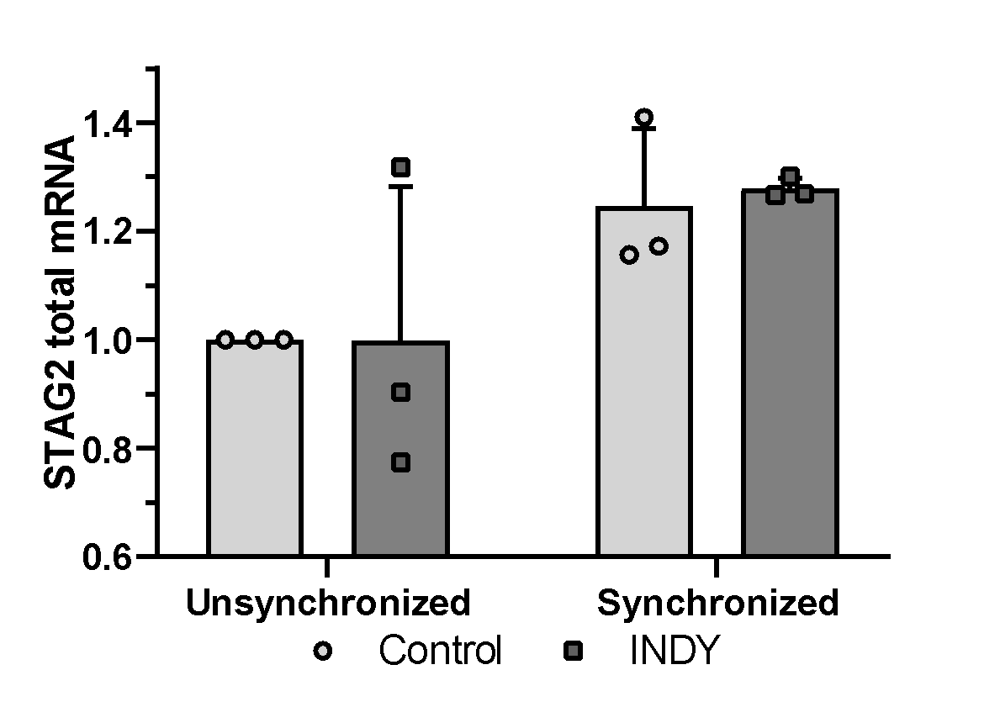 STAG2 total mRNA
1.4
1.2
1.0
0.8
0.6
Unsynchronized Synchronized
Control INDY